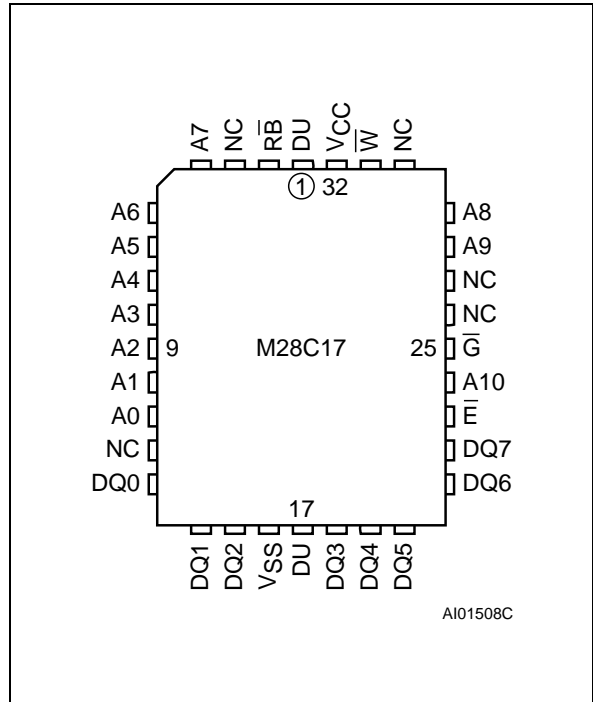 A7 NC R̅B̅ DU VCC W̅ NC
1 32
A6 A8
A5 A9
A4 NC
A3 NC
A2 9 M28C17 25 G̅
A1 A10
A0 E̅
NC DQ7
DQ0 DQ6
17
DQ1 DQ2 VSS DU DQ3 DQ4 DQ5
AI01508C